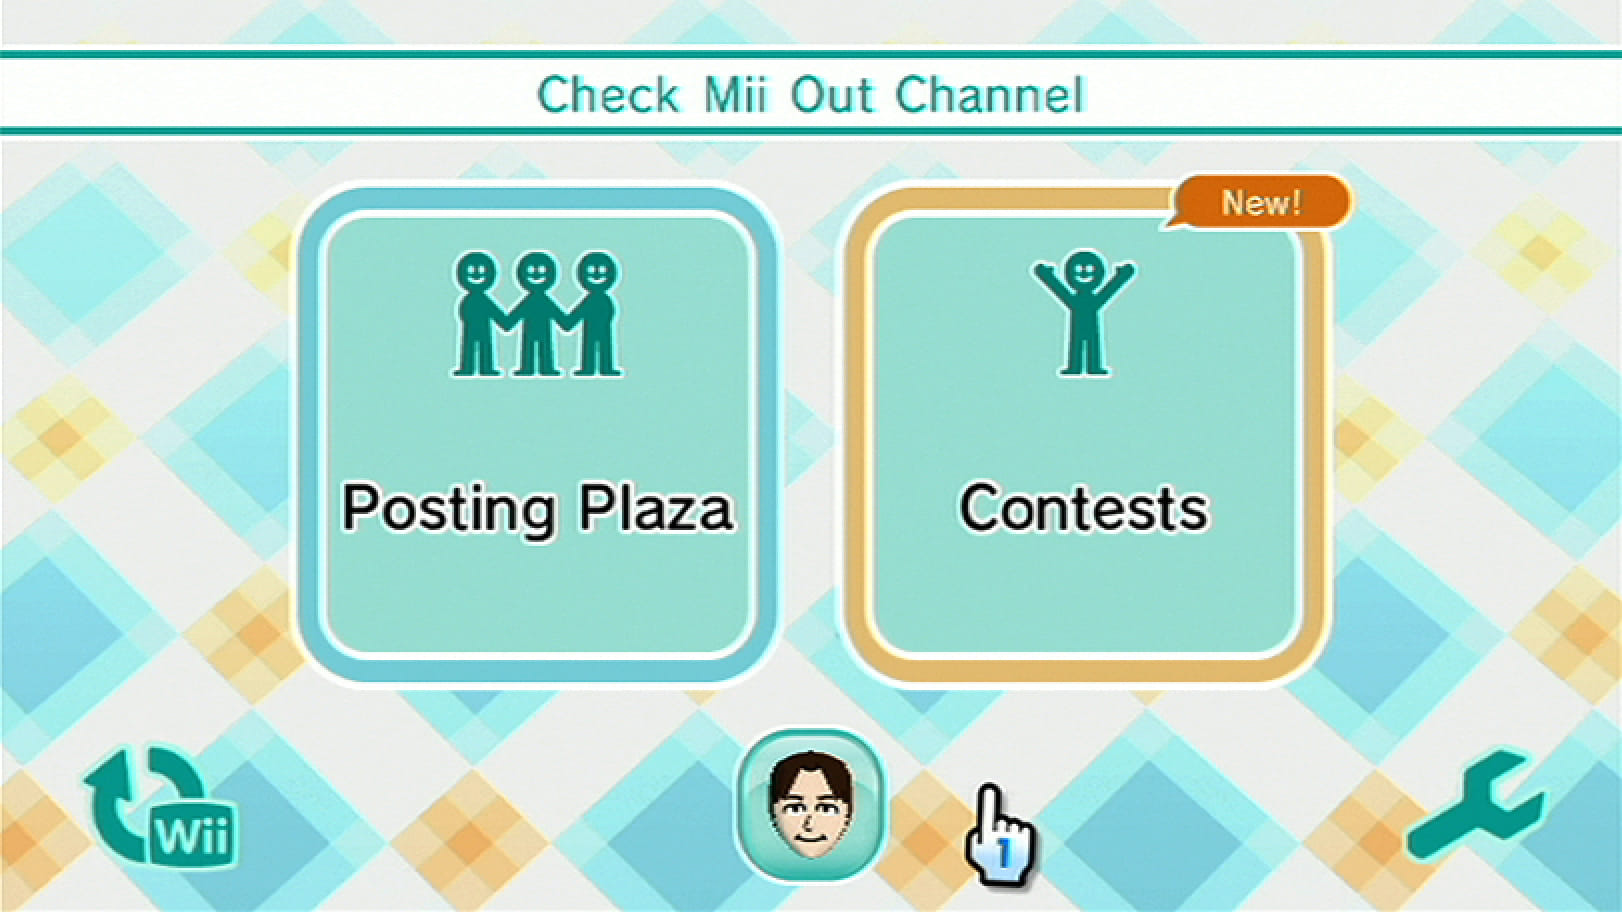 Check Mii Out Channel
New!
Posting Plaza
Contests
Wii
1